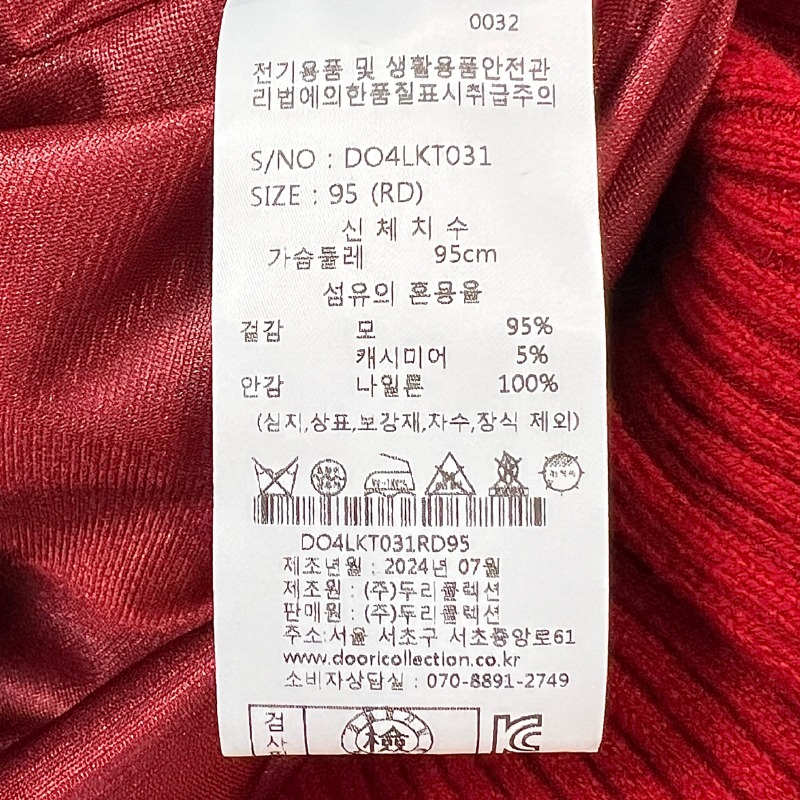 0032
전기용품 및 생활용품안전관
리법에의한품질표시취급주의
S/NO : DO4LKT031
SIZE : 95 (RD)
신 체 치 수
가슴둘레 95cm
섬유의 혼용율
겉감 모 95%
캐시미어 5%
안감 나일론 100%
(심지,상표,보강재,자수,장식 제외)
DO4LKT031RD95
제조년월 : 2024년 07월
제조원 : (주)두리콜렉션
판매원 : (주)두리콜렉션
주소:서울 서초구 서초중앙로61
www.dooricollection.co.kr
소비자상담실 : 070-8891-2749
검
사
檢